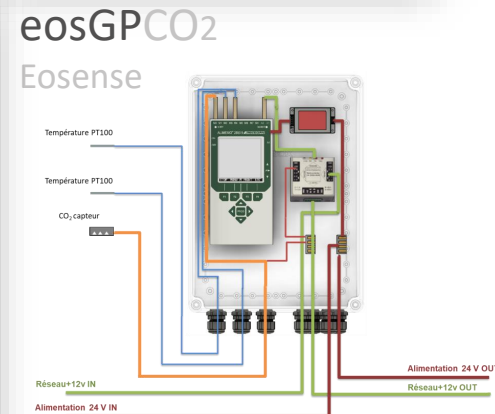 eosGPCO2
Eosense
Température PT100
Température PT100
CO2 capteur
Alimentation 24 V OU
Réseau+12v IN
Réseau+12v OUT
Alimentation 24 V IN